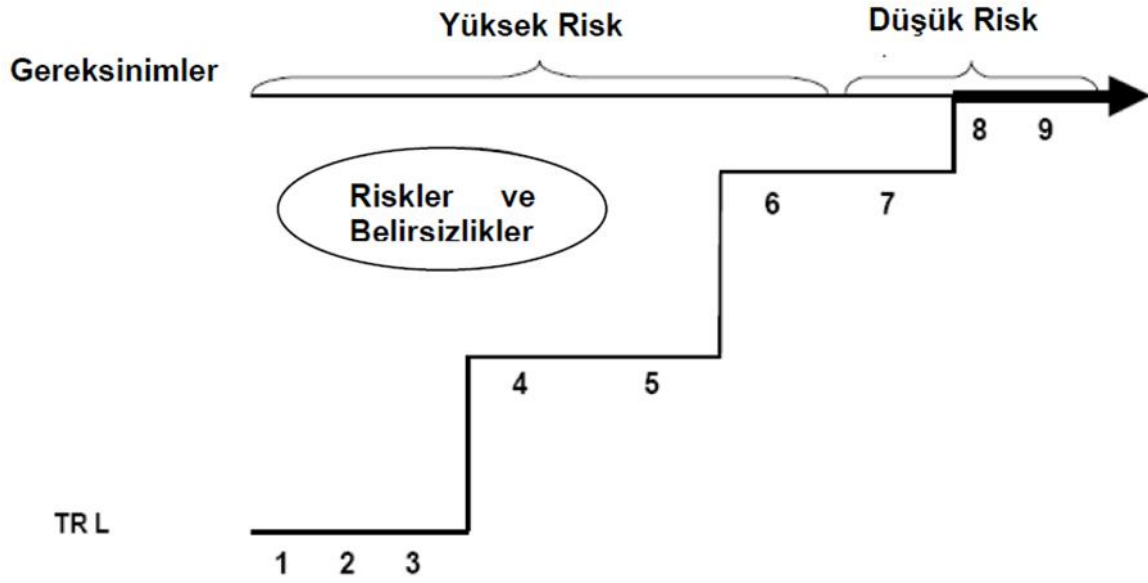 Yüksek Risk
Düşük Risk
Gereksinimler
8 9
Riskler ve
Belirsizlikler
6 7
4 5
TR L
1 2 3